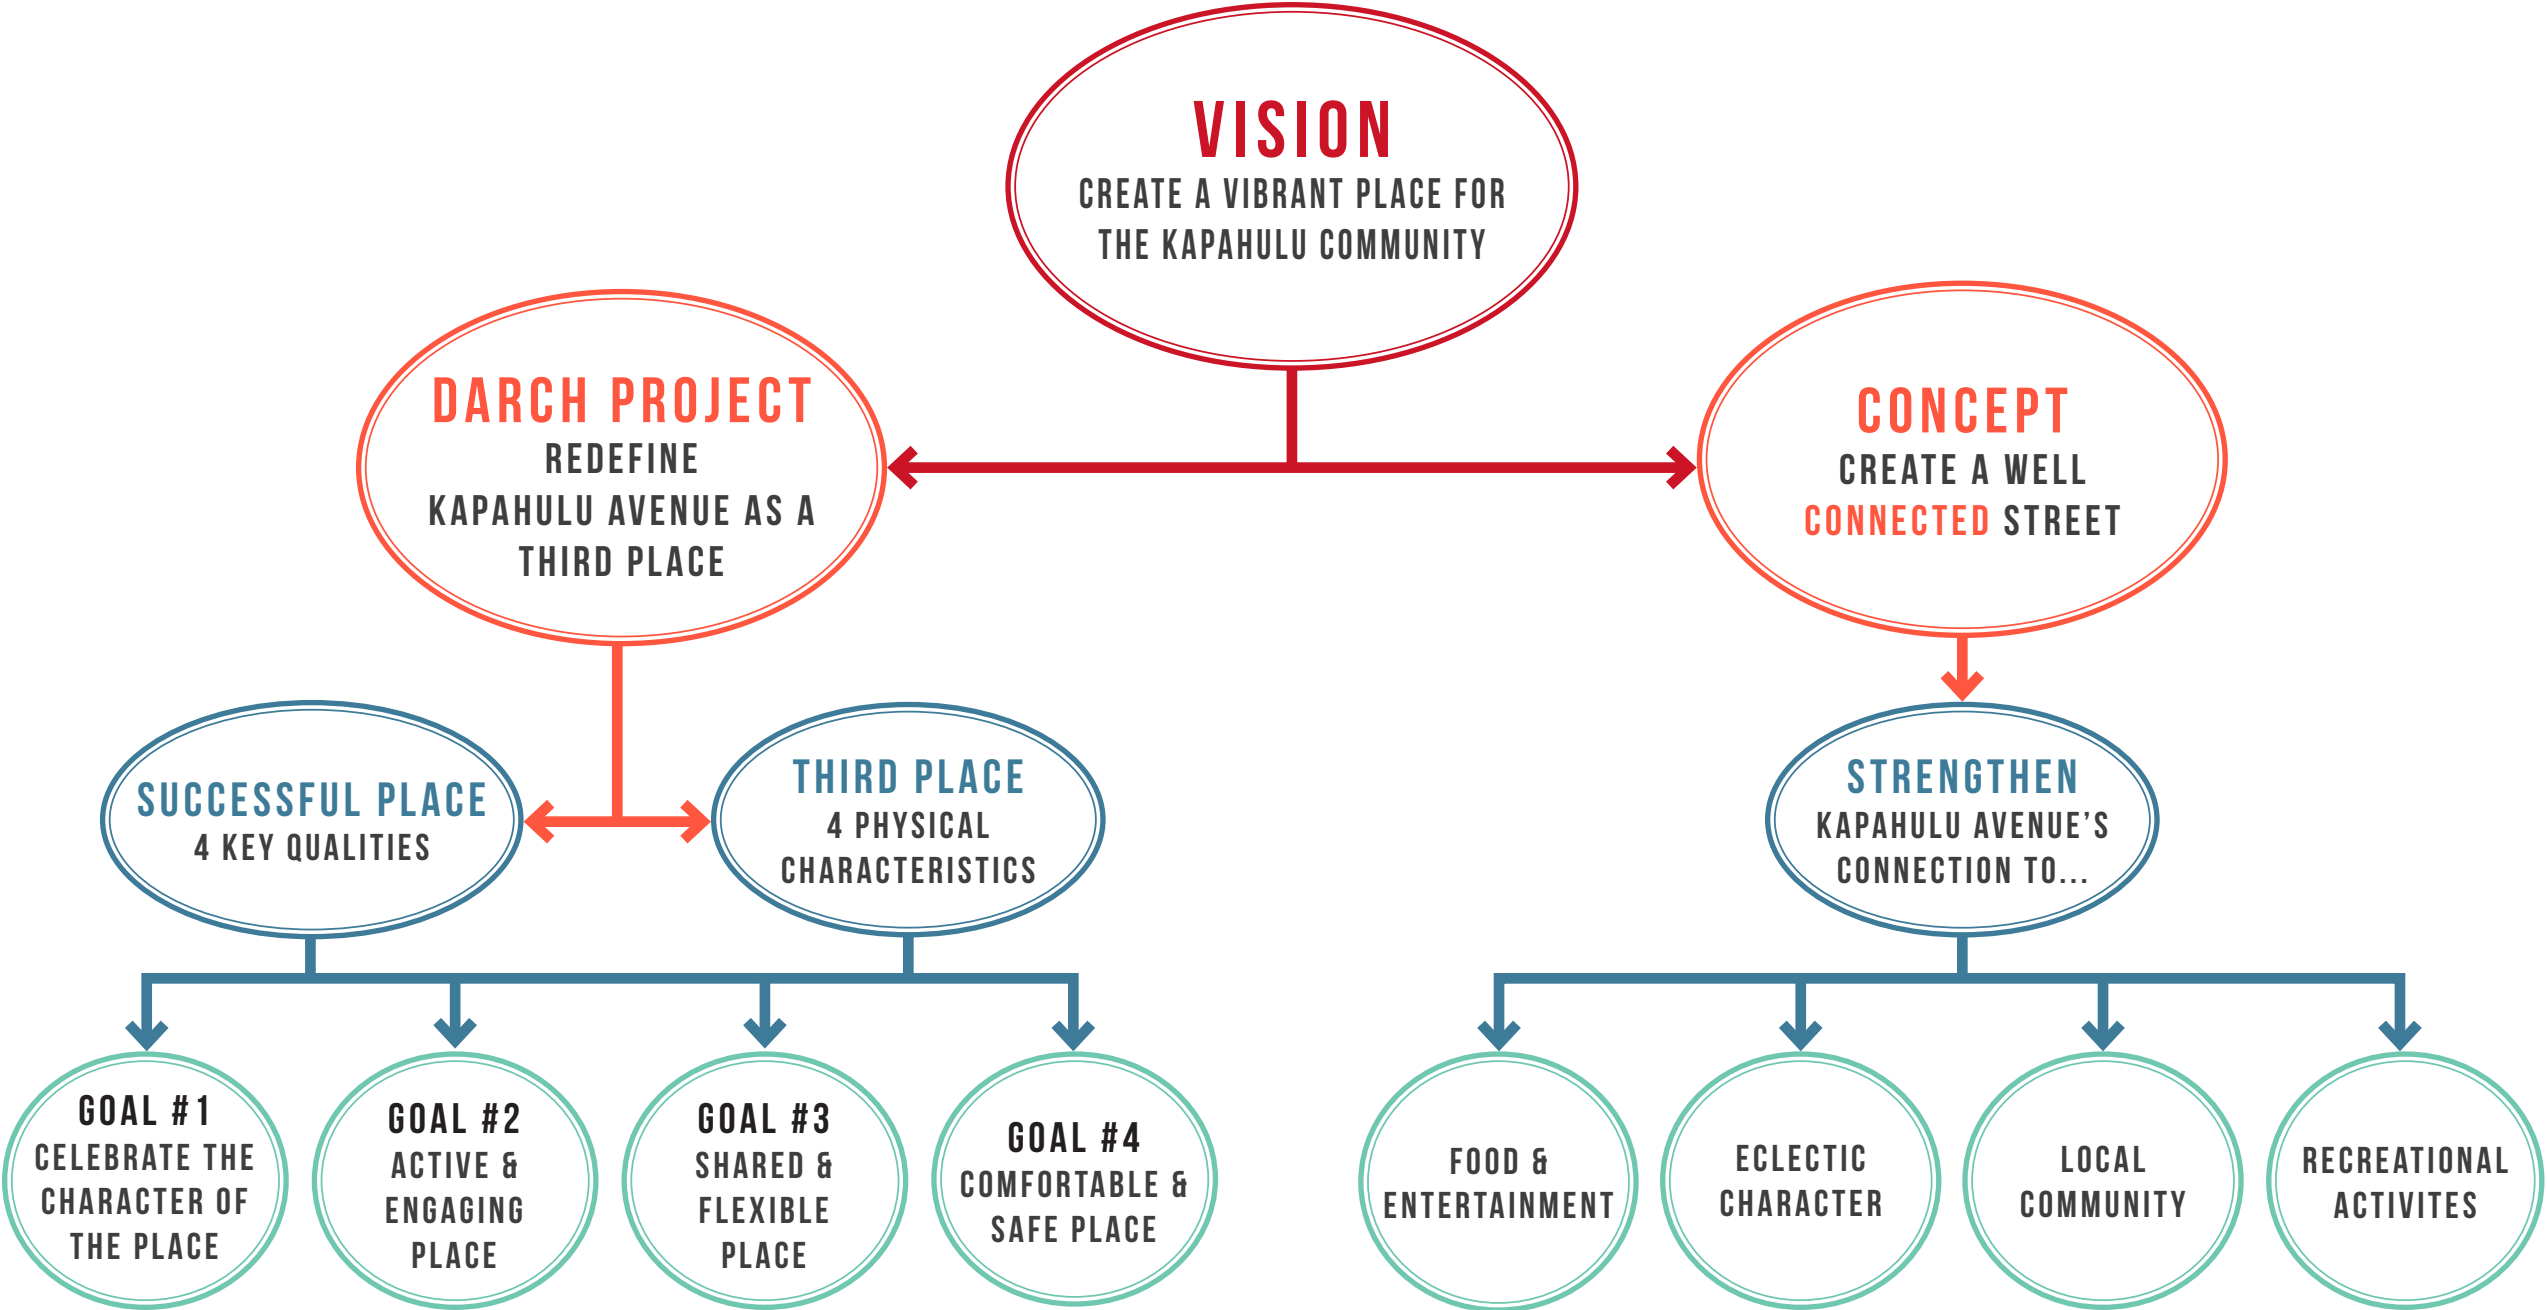 VISION
CREATE A VIBRANT PLACE FOR
THE KAPAHULU COMMUNITY
DARCH PROJECT
REDEFINE
KAPAHULU AVENUE AS A
THIRD PLACE
CONCEPT
CREATE A WELL
CONNECTED STREET
SUCCESSFUL PLACE
4 KEY QUALITIES
THIRD PLACE
4 PHYSICAL
CHARACTERISTICS
STRENGTHEN
KAPAHULU AVENUE'S
CONNECTION TO...
GOAL #1
CELEBRATE THE
CHARACTER OF
THE PLACE
GOAL #2
ACTIVE &
ENGAGING
PLACE
GOAL #3
SHARED &
FLEXIBLE
PLACE
GOAL #4
COMFORTABLE &
SAFE PLACE
FOOD &
ENTERTAINMENT
ECLECTIC
CHARACTER
LOCAL
COMMUNITY
RECREATIONAL
ACTIVITES